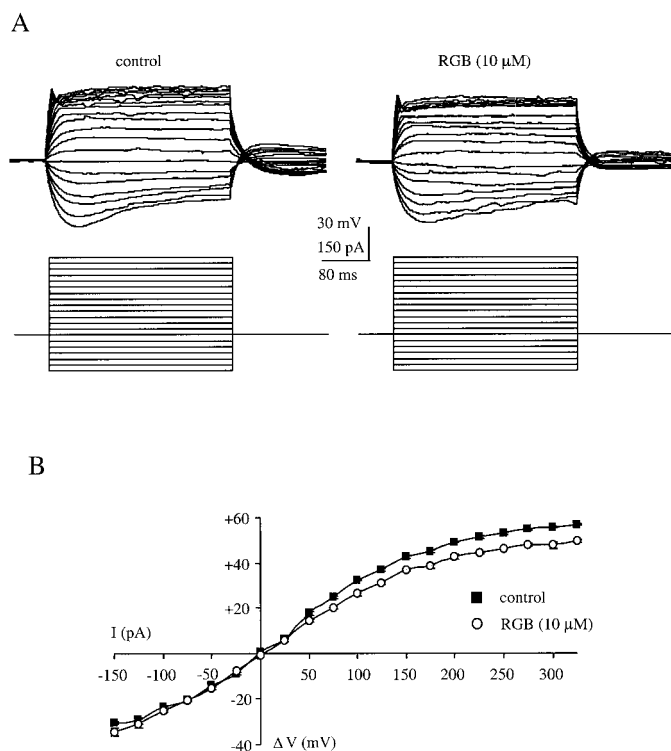 A
control
RGB (10 μM)
30 mV
150 pA
80 ms
B
+60
+40
+20
control
RGB (10 μM)
I (pA)
-150 -100 -50 0 50 100 150 200 250 300
-20
-40
Δ V (mV)